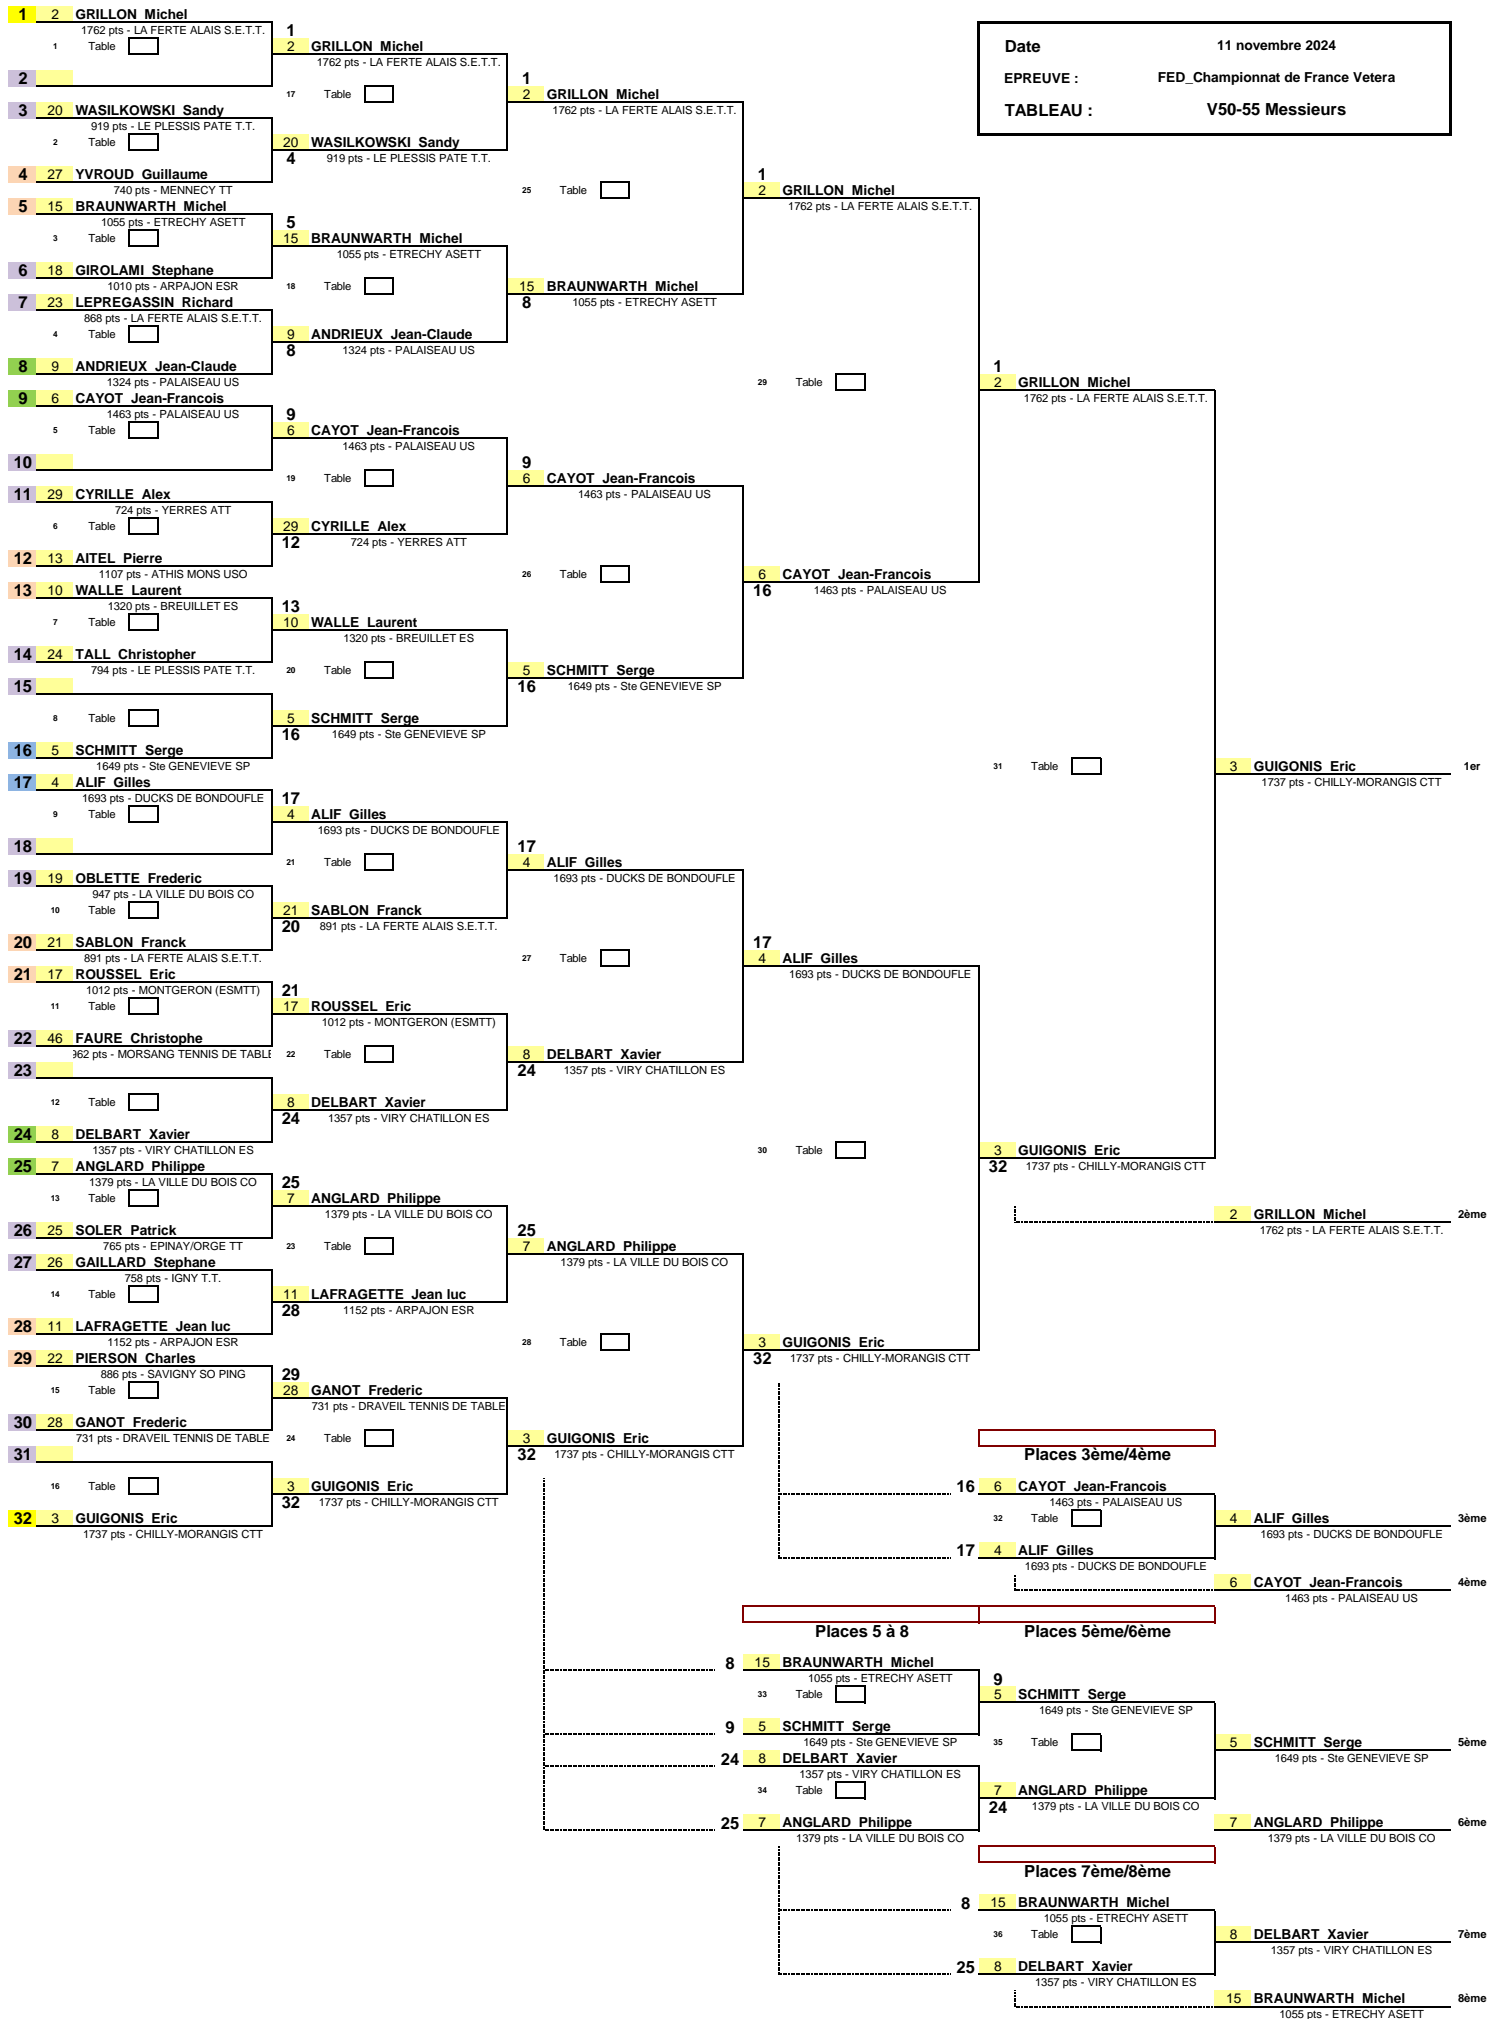 Date 11 novembre 2024
EPREUVE : FED_Championnat de France Vetera
TABLEAU : V50-55 Messieurs
1 2 GRILLON Michel
1762 pts - LA FERTE ALAIS S.E.T.T.
1 Table
2
3 20 WASILKOWSKI Sandy
919 pts - LE PLESSIS PATE T.T.
2 Table
4 27 YVROUD Guillaume
740 pts - MENNECY TT
5 15 BRAUNWARTH Michel
1055 pts - ETRECHY ASETT
3 Table
6 18 GIROLAMI Stephane
1010 pts - ARPAJON ESR
7 23 LEPREGASSIN Richard
868 pts - LA FERTE ALAIS S.E.T.T.
4 Table
8 9 ANDRIEUX Jean-Claude
1324 pts - PALAISEAU US
9 6 CAYOT Jean-Francois
1463 pts - PALAISEAU US
5 Table
10
11 29 CYRILLE Alex
724 pts - YERRES ATT
6 Table
12 13 AITEL Pierre
1107 pts - ATHIS MONS USO
13 10 WALLE Laurent
1320 pts - BREUILLET ES
7 Table
14 24 TALL Christopher
794 pts - LE PLESSIS PATE T.T.
15
8 Table
16 5 SCHMITT Serge
1649 pts - Ste GENEVIEVE SP
17 4 ALIF Gilles
1693 pts - DUCKS DE BONDOUFLE
9 Table
18
19 19 OBLETTE Frederic
947 pts - LA VILLE DU BOIS CO
10 Table
20 21 SABLON Franck
891 pts - LA FERTE ALAIS S.E.T.T.
21 17 ROUSSEL Eric
1012 pts - MONTGERON (ESMTT)
11 Table
22 46 FAURE Christophe
962 pts - MORSANG TENNIS DE TABLE
23
12 Table
24 8 DELBART Xavier
1357 pts - VIRY CHATILLON ES
25 7 ANGLARD Philippe
1379 pts - LA VILLE DU BOIS CO
13 Table
26 25 SOLER Patrick
765 pts - EPINAY/ORGE TT
27 26 GAILLARD Stephane
758 pts - IGNY T.T.
14 Table
28 11 LAFRAGETTE Jean luc
1152 pts - ARPAJON ESR
29 22 PIERSON Charles
886 pts - SAVIGNY SO PING
15 Table
30 28 GANOT Frederic
731 pts - DRAVEIL TENNIS DE TABLE
31
16 Table
32 3 GUIGONIS Eric
1737 pts - CHILLY-MORANGIS CTT
1
2 GRILLON Michel
1762 pts - LA FERTE ALAIS S.E.T.T.
17 Table
20 WASILKOWSKI Sandy
4 919 pts - LE PLESSIS PATE T.T.
5
15 BRAUNWARTH Michel
1055 pts - ETRECHY ASETT
18 Table
9 ANDRIEUX Jean-Claude
8 1324 pts - PALAISEAU US
9
6 CAYOT Jean-Francois
1463 pts - PALAISEAU US
19 Table
29 CYRILLE Alex
12 724 pts - YERRES ATT
13
10 WALLE Laurent
1320 pts - BREUILLET ES
20 Table
5 SCHMITT Serge
16 1649 pts - Ste GENEVIEVE SP
17
4 ALIF Gilles
1693 pts - DUCKS DE BONDOUFLE
21 Table
21 SABLON Franck
20 891 pts - LA FERTE ALAIS S.E.T.T.
21
17 ROUSSEL Eric
1012 pts - MONTGERON (ESMTT)
22 Table
8 DELBART Xavier
24 1357 pts - VIRY CHATILLON ES
25
7 ANGLARD Philippe
1379 pts - LA VILLE DU BOIS CO
23 Table
11 LAFRAGETTE Jean luc
28 1152 pts - ARPAJON ESR
29
28 GANOT Frederic
731 pts - DRAVEIL TENNIS DE TABLE
24 Table
3 GUIGONIS Eric
32 1737 pts - CHILLY-MORANGIS CTT
1
2 GRILLON Michel
1762 pts - LA FERTE ALAIS S.E.T.T.
25 Table
15 BRAUNWARTH Michel
8 1055 pts - ETRECHY ASETT
9
6 CAYOT Jean-Francois
1463 pts - PALAISEAU US
26 Table
5 SCHMITT Serge
16 1649 pts - Ste GENEVIEVE SP
17
4 ALIF Gilles
1693 pts - DUCKS DE BONDOUFLE
27 Table
8 DELBART Xavier
24 1357 pts - VIRY CHATILLON ES
25
7 ANGLARD Philippe
1379 pts - LA VILLE DU BOIS CO
28 Table
3 GUIGONIS Eric
32 1737 pts - CHILLY-MORANGIS CTT
1
2 GRILLON Michel
1762 pts - LA FERTE ALAIS S.E.T.T.
29 Table
6 CAYOT Jean-Francois
16 1463 pts - PALAISEAU US
17
4 ALIF Gilles
1693 pts - DUCKS DE BONDOUFLE
30 Table
3 GUIGONIS Eric
32 1737 pts - CHILLY-MORANGIS CTT
1
2 GRILLON Michel
1762 pts - LA FERTE ALAIS S.E.T.T.
31 Table
3 GUIGONIS Eric
32 1737 pts - CHILLY-MORANGIS CTT
3 GUIGONIS Eric 1er
1737 pts - CHILLY-MORANGIS CTT
2 GRILLON Michel 2ème
1762 pts - LA FERTE ALAIS S.E.T.T.
Places 3ème/4ème
16 6 CAYOT Jean-Francois
1463 pts - PALAISEAU US
32 Table
17 4 ALIF Gilles
1693 pts - DUCKS DE BONDOUFLE
4 ALIF Gilles 3ème
1693 pts - DUCKS DE BONDOUFLE
6 CAYOT Jean-Francois 4ème
1463 pts - PALAISEAU US
Places 5 à 8
8 15 BRAUNWARTH Michel
1055 pts - ETRECHY ASETT
33 Table
9 5 SCHMITT Serge
1649 pts - Ste GENEVIEVE SP
24 8 DELBART Xavier
1357 pts - VIRY CHATILLON ES
34 Table
25 7 ANGLARD Philippe
1379 pts - LA VILLE DU BOIS CO
Places 5ème/6ème
9
5 SCHMITT Serge
1649 pts - Ste GENEVIEVE SP
35 Table
7 ANGLARD Philippe
24 1379 pts - LA VILLE DU BOIS CO
5 SCHMITT Serge 5ème
1649 pts - Ste GENEVIEVE SP
7 ANGLARD Philippe 6ème
1379 pts - LA VILLE DU BOIS CO
Places 7ème/8ème
8 15 BRAUNWARTH Michel
1055 pts - ETRECHY ASETT
36 Table
25 8 DELBART Xavier
1357 pts - VIRY CHATILLON ES
8 DELBART Xavier 7ème
1357 pts - VIRY CHATILLON ES
15 BRAUNWARTH Michel 8ème
1055 pts - ETRECHY ASETT